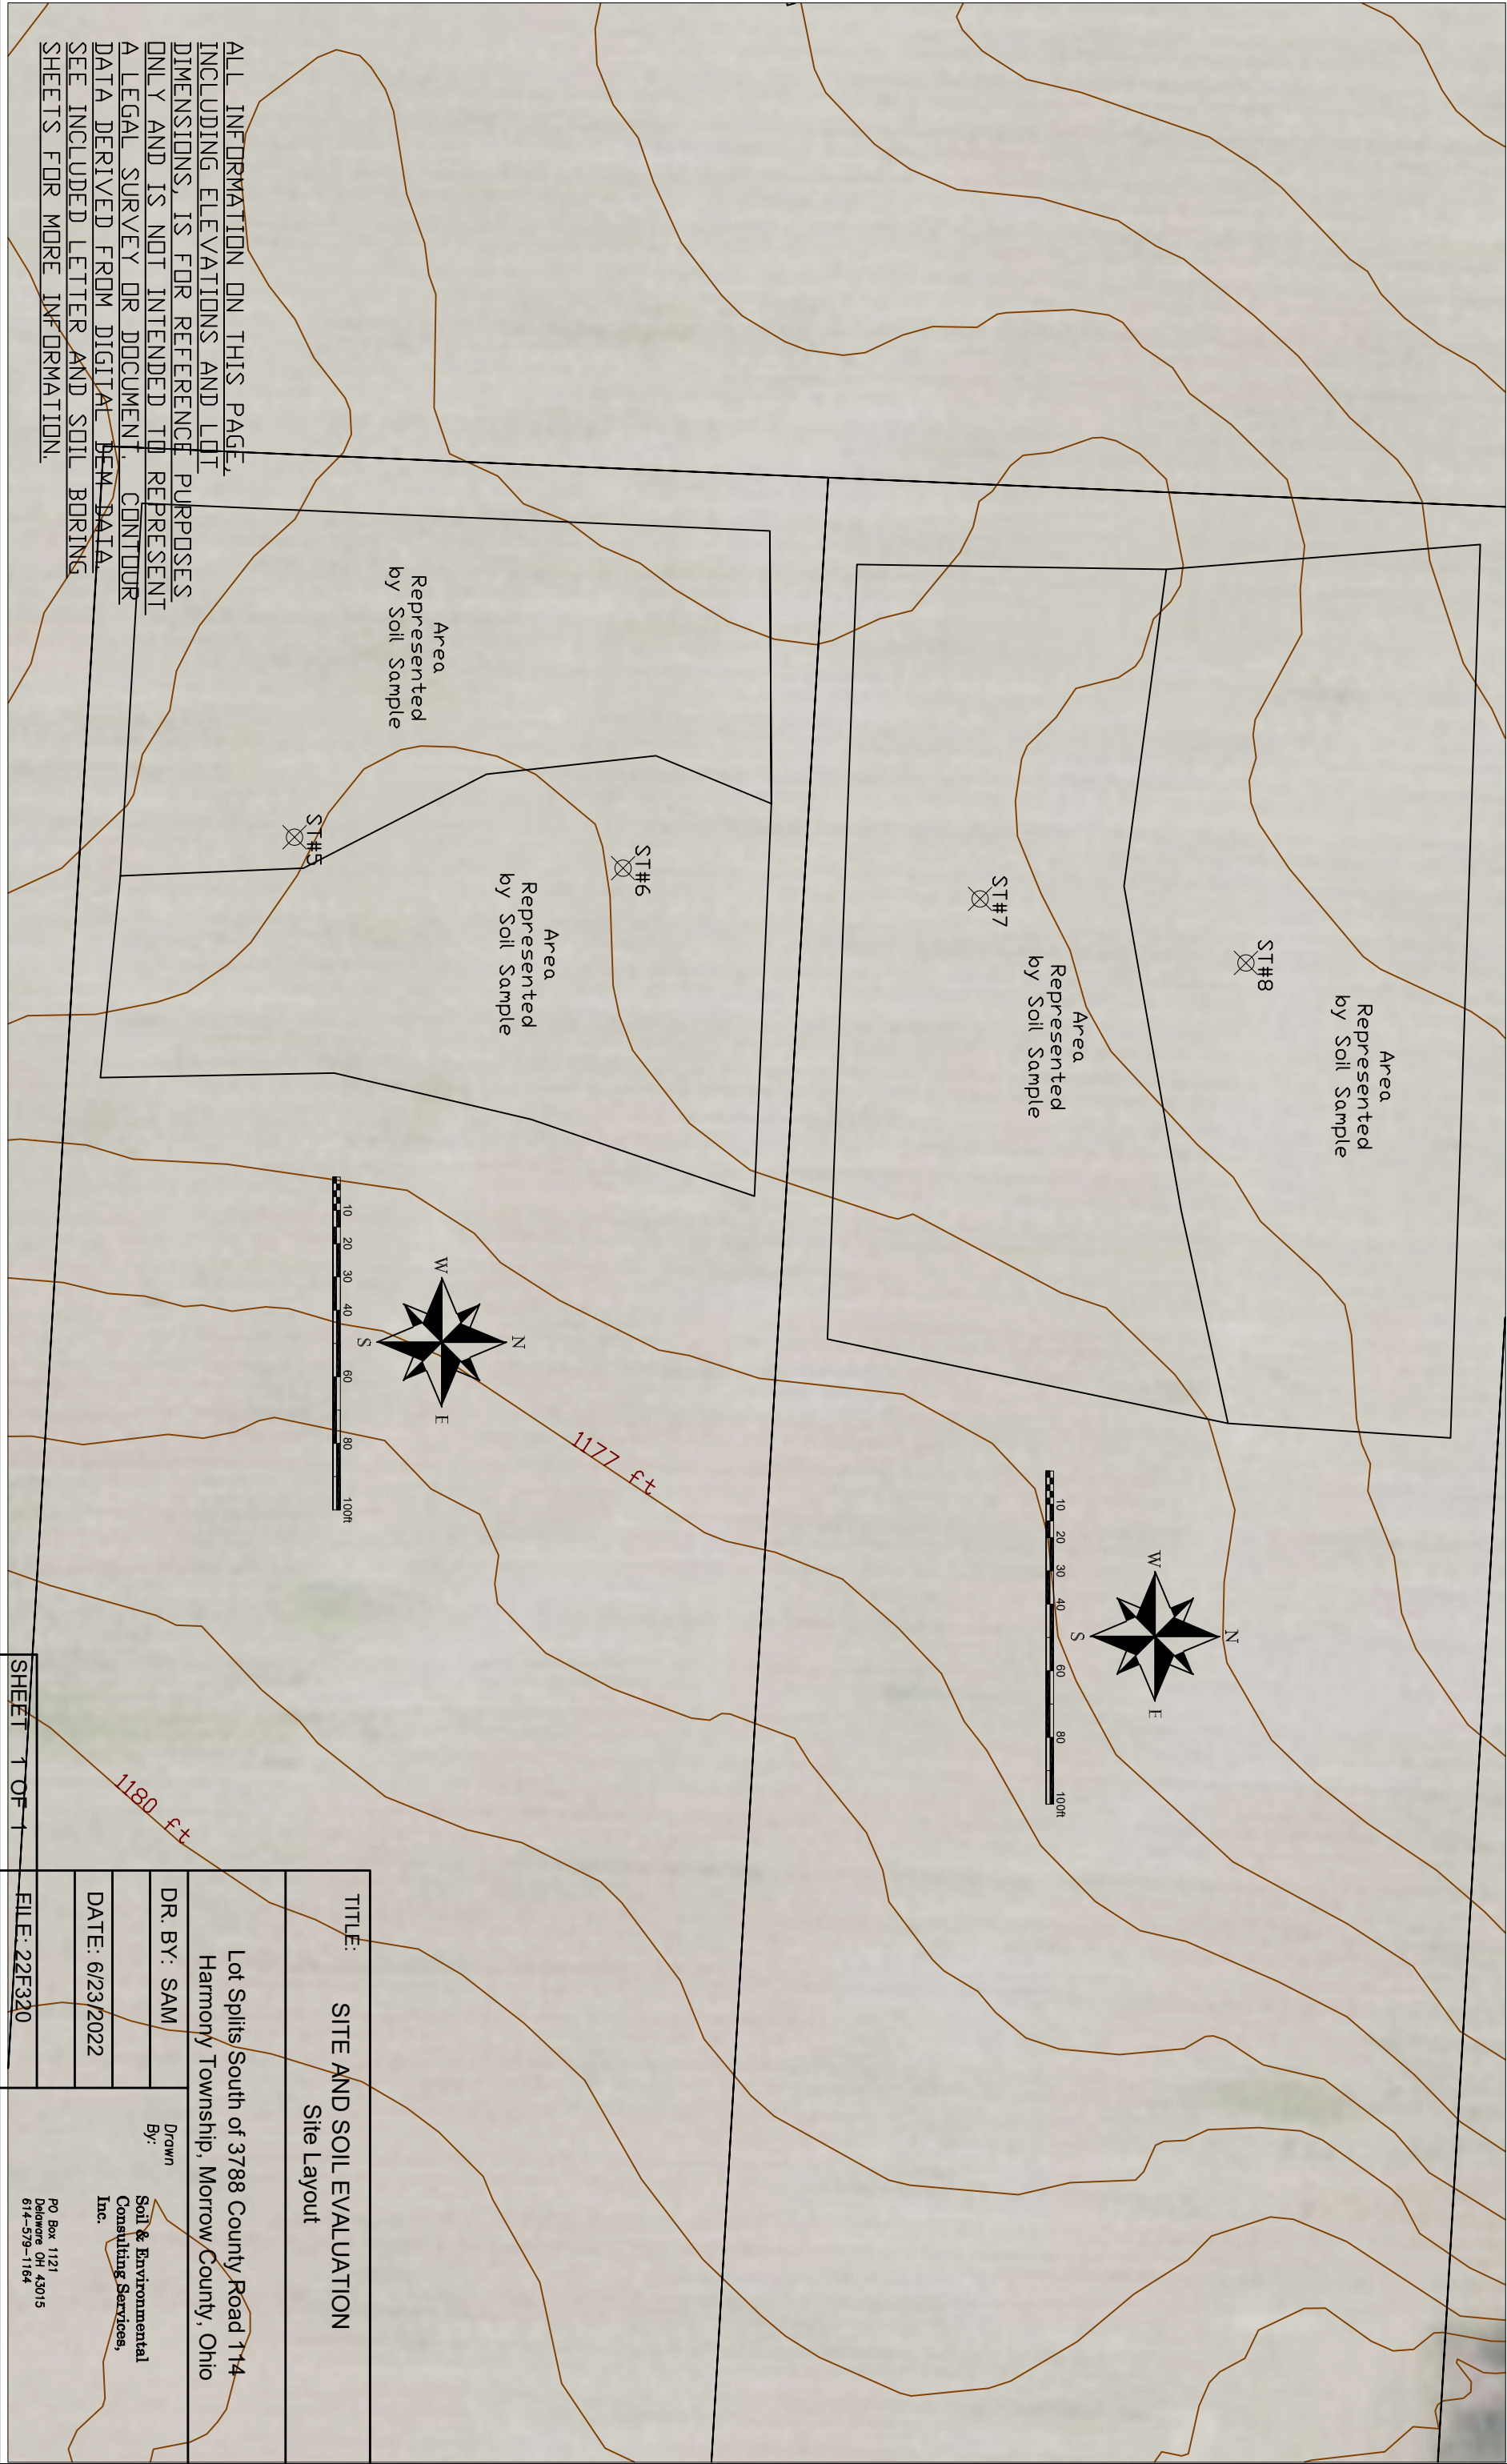 ALL INFORMATION ON THIS PAGE,
INCLUDING ELEVATIONS AND LOT
DIMENSIONS, IS FOR REFERENCE PURPOSES
ONLY AND IS NOT INTENDED TO REPRESENT
A LEGAL SURVEY OR DOCUMENT. CONTOUR
DATA DERIVED FROM DIGITAL DEM DATA.
SEE INCLUDED LETTER AND SOIL BORING
SHEETS FOR MORE INFORMATION.
Area
Represented
by Soil Sample
ST#5
ST#6
Area
Represented
by Soil Sample
ST#7
Area
Represented
by Soil Sample
ST#8
Area
Represented
by Soil Sample
10 20 30 40 60 80 100ft
N
W
E
S
1177 ft
10 20 30 40 60 80 100ft
N
W
E
S
1180 ft
TITLE:
SITE AND SOIL EVALUATION
Site Layout
Lot Splits South of 3788 County Road 114
Harmony Township, Morrow County, Ohio
DR. BY: SAM
DATE: 6/23/2022
SHEET 1 OF 1
FILE: 22F320
Drawn
By:
Soil & Environmental
Consulting Services,
Inc.
PO Box 1121
Delaware OH 43015
614-579-1164